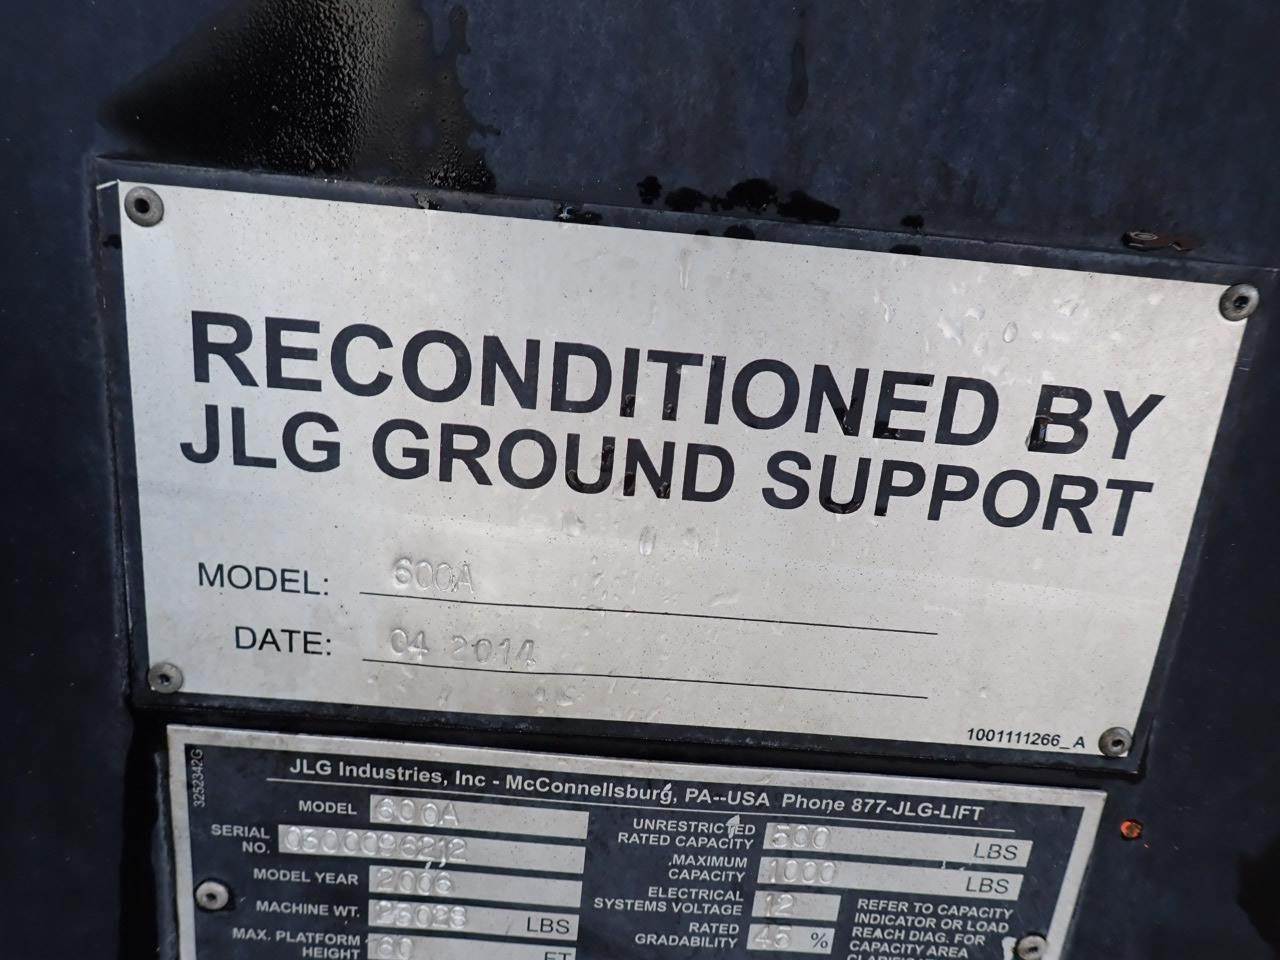 RECONDITIONED BY
JLG GROUND SUPPORT
MODEL: 600A
DATE: 04 2014
1001111266_A
3252342G
JLG Industries, Inc - McConnellsburg, PA--USA Phone 877-JLG-LIFT
MODEL 600A
SERIAL NO. 0300096212
MODEL YEAR 2006
MACHINE WT. LBS
MAX. PLATFORM HEIGHT 60 FT
UNRESTRICTED RATED CAPACITY 500 LBS
MAXIMUM CAPACITY 1000 LBS
ELECTRICAL SYSTEMS VOLTAGE 12
RATED GRADABILITY 45 %
REFER TO CAPACITY
INDICATOR OR LOAD
REACH DIAG. FOR
CAPACITY AREA